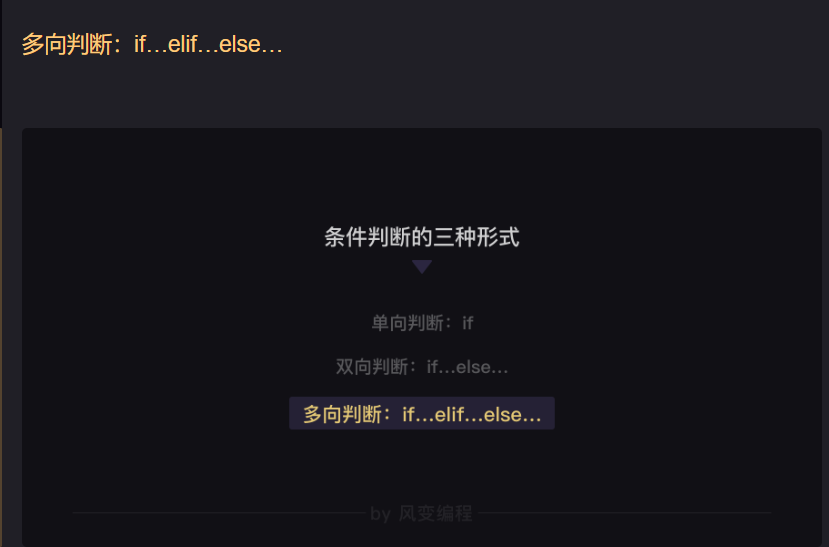 多向判断：if…elif…else…
条件判断的三种形式
单向判断：if
双向判断：if…else…
多向判断：if…elif…else…
by 风变编程